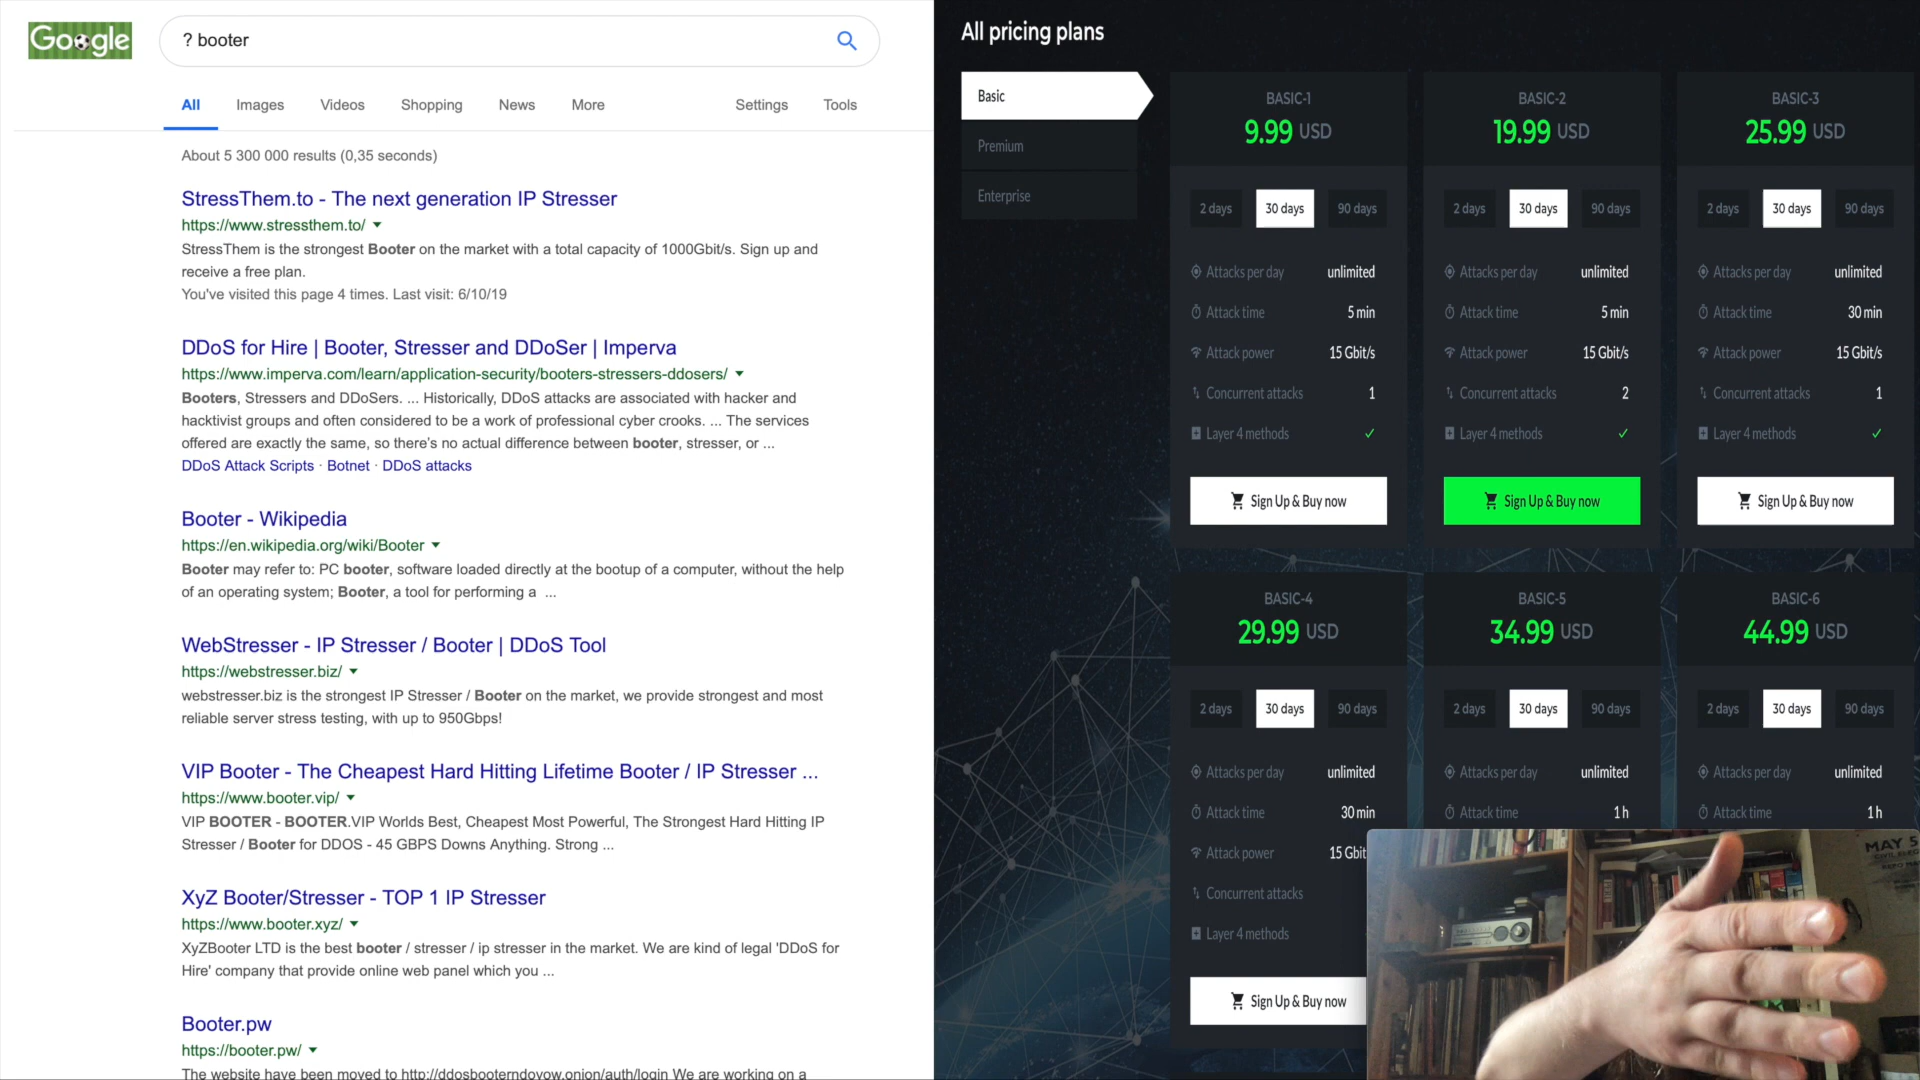 Google
? booter
All
Images
Videos
Shopping
News
More
Settings
Tools
About 5 300 000 results (0,35 seconds)
StressThem.to - The next generation IP Stresser
https://www.stressthem.to/
StressThem is the strongest Booter on the market with a total capacity of 1000Gbit/s. Sign up and
receive a free plan.
You've visited this page 4 times. Last visit: 6/10/19
DDoS for Hire | Booter, Stresser and DDoSer | Imperva
https://www.imperva.com/learn/application-security/booters-stressers-ddosers/
Booters, Stressers and DDoSers. ... Historically, DDoS attacks are associated with hacker and
hacktivist groups and often considered to be a work of professional cyber crooks. ... The services
offered are exactly the same, so there's no actual difference between booter, stresser, or ...
DDoS Attack Scripts · Botnet · DDoS attacks
Booter - Wikipedia
https://en.wikipedia.org/wiki/Booter
Booter may refer to: PC booter, software loaded directly at the bootup of a computer, without the help
of an operating system; Booter, a tool for performing a ...
WebStresser - IP Stresser / Booter | DDoS Tool
https://webstresser.biz/
webstresser.biz is the strongest IP Stresser / Booter on the market, we provide strongest and most
reliable server stress testing, with up to 950Gbps!
VIP Booter - The Cheapest Hard Hitting Lifetime Booter / IP Stresser ...
https://www.booter.vip/
VIP BOOTER - BOOTER.VIP Worlds Best, Cheapest Most Powerful, The Strongest Hard Hitting IP
Stresser / Booter for DDOS - 45 GBPS Downs Anything. Strong ...
XyZ Booter/Stresser - TOP 1 IP Stresser
https://www.booter.xyz/
XyZBooter LTD is the best booter / stresser / ip stresser in the market. We are kind of legal 'DDoS for
Hire' company that provide online web panel which you ...
Booter.pw
https://booter.pw/
The website have been moved to http://ddosbooterndovow.onion/auth/login We are working on a
All pricing plans
Basic
Premium
Enterprise
BASIC-1
9.99 USD
2 days
30 days
90 days
Attacks per day unlimited
Attack time 5 min
Attack power 15 Gbit/s
Concurrent attacks 1
Layer 4 methods ✓
Sign Up & Buy now
BASIC-2
19.99 USD
2 days
30 days
90 days
Attacks per day unlimited
Attack time 5 min
Attack power 15 Gbit/s
Concurrent attacks 2
Layer 4 methods ✓
Sign Up & Buy now
BASIC-3
25.99 USD
2 days
30 days
90 days
Attacks per day unlimited
Attack time 30 min
Attack power 15 Gbit/s
Concurrent attacks 1
Layer 4 methods ✓
Sign Up & Buy now
BASIC-4
29.99 USD
2 days
30 days
90 days
Attacks per day unlimited
Attack time 30 min
Attack power 15 Gbit
Concurrent attacks
Layer 4 methods
Sign Up & Buy now
BASIC-5
34.99 USD
2 days
30 days
90 days
Attacks per day unlimited
Attack time 1 h
BASIC-6
44.99 USD
2 days
30 days
90 days
Attacks per day unlimited
Attack time 1 h
MAY 5